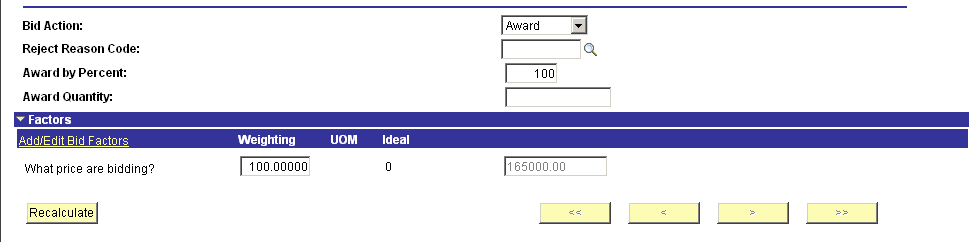 Bid Action: Award
Reject Reason Code:
Award by Percent: 100
Award Quantity:
Factors
Add/Edit Bid Factors Weighting UOM Ideal
What price are bidding? 100.00000 0 165000.00
Recalculate << < > >>